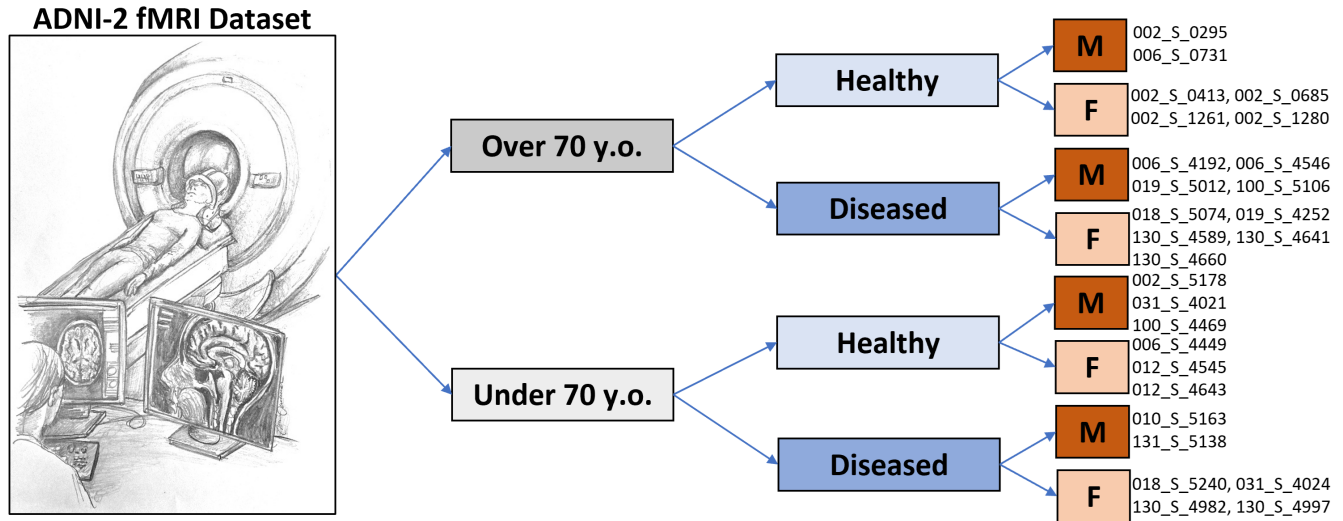 ADNI-2 fMRI Dataset
Over 70 y.o.
Healthy
M
002_S_0295
006_S_0731
F
002_S_0413, 002_S_0685
002_S_1261, 002_S_1280
Diseased
M
006_S_4192, 006_S_4546
019_S_5012, 100_S_5106
F
018_S_5074, 019_S_4252
130_S_4589, 130_S_4641
130_S_4660
Under 70 y.o.
Healthy
M
002_S_5178
031_S_4021
100_S_4469
F
006_S_4449
012_S_4545
012_S_4643
Diseased
M
010_S_5163
131_S_5138
F
018_S_5240, 031_S_4024
130_S_4982, 130_S_4997